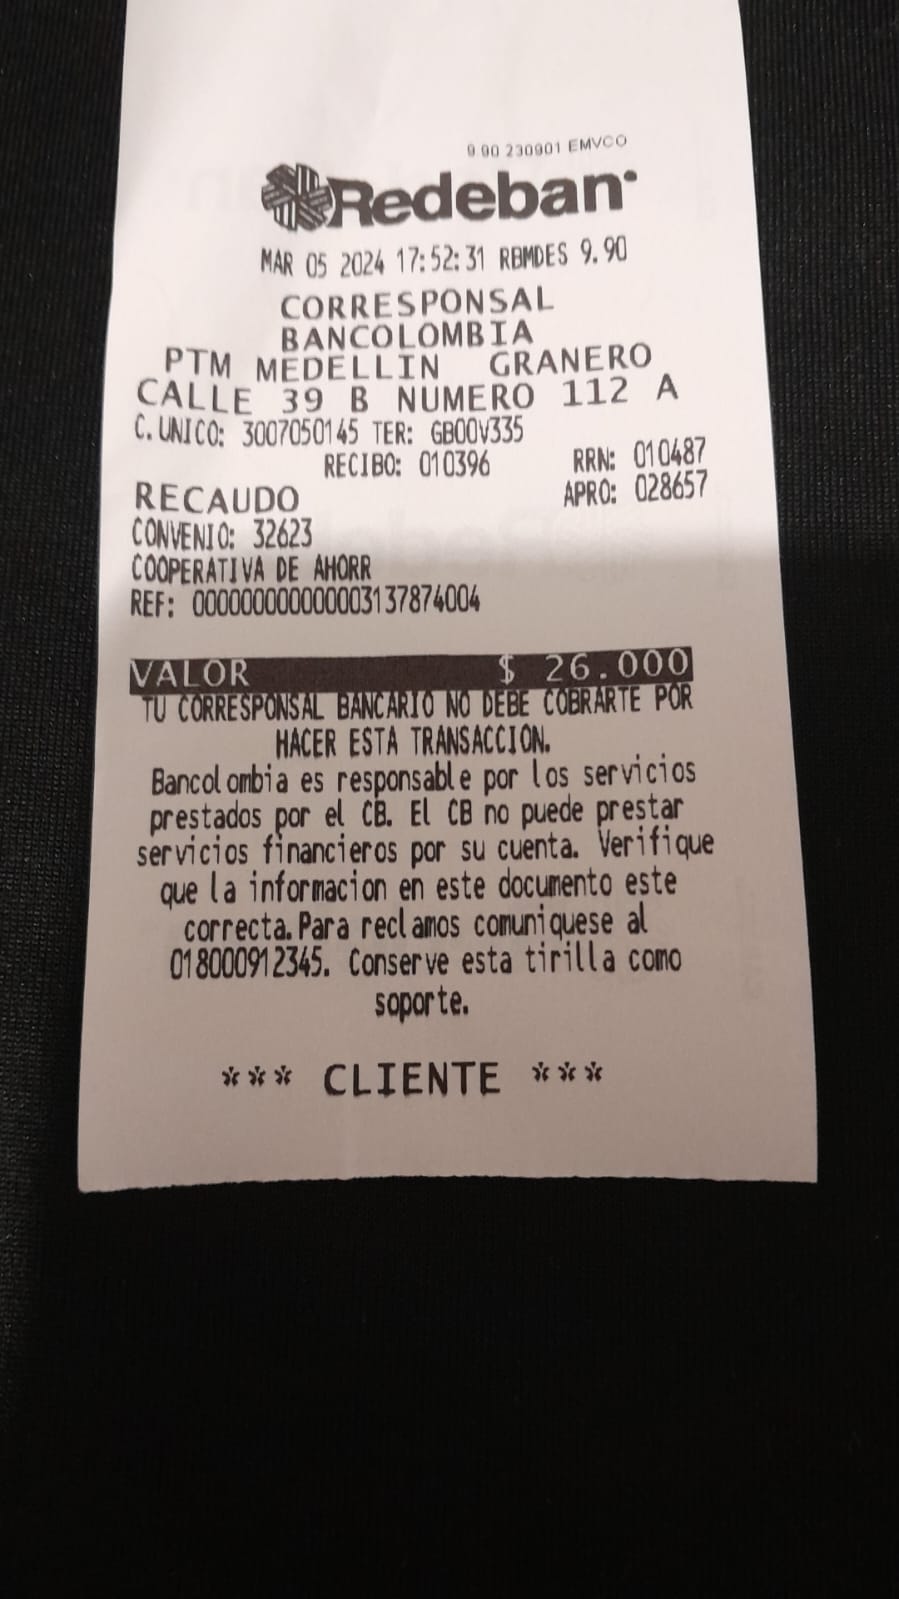 9.90 230901 EMVCO
Redeban
MAR 05 2024 17:52:31 RBMDES 9.90
CORRESPONSAL
BANCOLOMBIA
PTM MEDELLIN GRANERO
CALLE 39 B NUMERO 112 A
C. UNICO: 3007050145 TER: GB00V335
RECIBO: 010396 RRN: 010487
RECAUDO APRO: 028657
CONVENIO: 32623
COOPERATIVA DE AHORR
REF: 000000000000003137874004
VALOR $ 26.000
TU CORRESPONSAL BANCARIO NO DEBE COBRARTE POR
HACER ESTA TRANSACCION.
Bancolombia es responsable por los servicios
prestados por el CB. El CB no puede prestar
servicios financieros por su cuenta. Verifique
que la informacion en este documento este
correcta. Para reclamos comuniquese al
018000912345. Conserve esta tirilla como
soporte.
*** CLIENTE ***